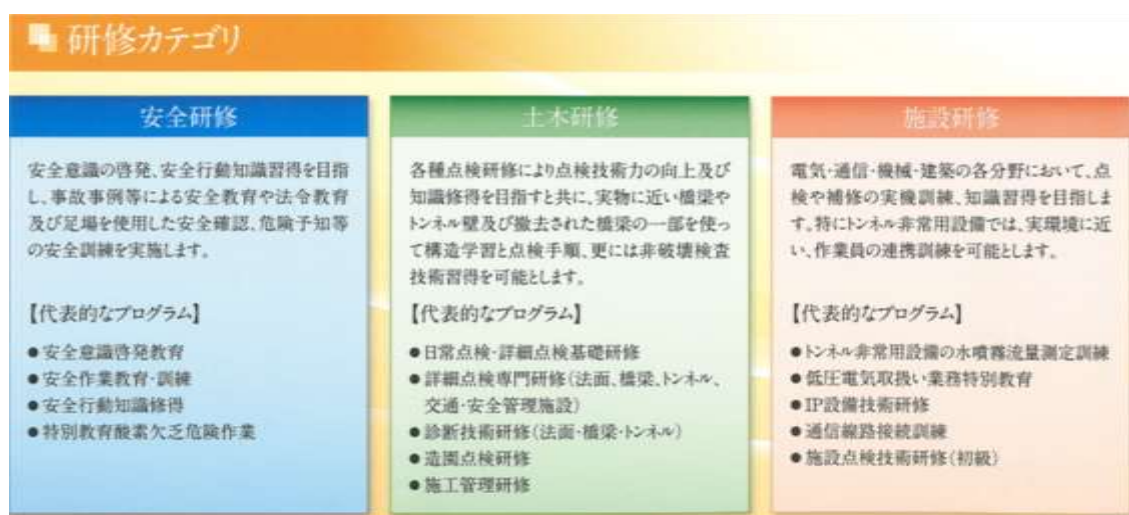 研修カテゴリ
安全研修
安全意識の啓発、安全行動知識習得を目指
し、事故事例等による安全教育や法令教育
及び足場を使用した安全確認、危険予知等
の安全訓練を実施します。
【代表的なプログラム】
●安全意識啓発教育
●安全作業教育・訓練
●安全行動知識修得
●特別教育酸素欠乏危険作業
土木研修
各種点検研修により点検技術力の向上及び
知識修得を目指すと共に、実物に近い橋梁や
トンネル壁及び撤去された橋梁の一部を使っ
て構造学習と点検手順、更には非破壊検査
技術習得を可能とします。
【代表的なプログラム】
●日常点検・詳細点検基礎研修
●詳細点検専門研修(法面、橋梁、トンネル、
交通・安全管理施設)
●診断技術研修(法面・橋梁・トンネル)
●造園点検研修
●施工管理研修
施設研修
電気・通信・機械・建築の各分野において、点
検や補修の実機訓練、知識習得を目指しま
す。特にトンネル非常用設備では、実環境に近
い、作業員の連携訓練を可能とします。
【代表的なプログラム】
●トンネル非常用設備の水噴霧流量測定訓練
●低圧電気取扱い業務特別教育
●IP設備技術研修
●通信線路接続訓練
●施設点検技術研修(初級)